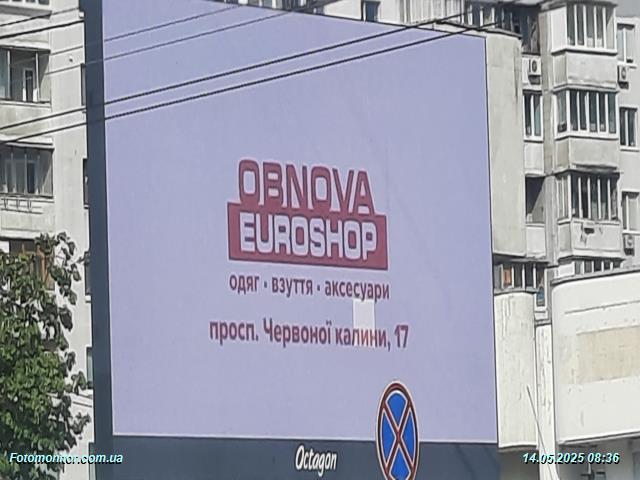 OBNOVA
EUROSHOP
одяг · взуття · аксесуари
просп. Червоної калини, 17
Octagon
Fotomonitor.com.ua
14.05.2025 08:36